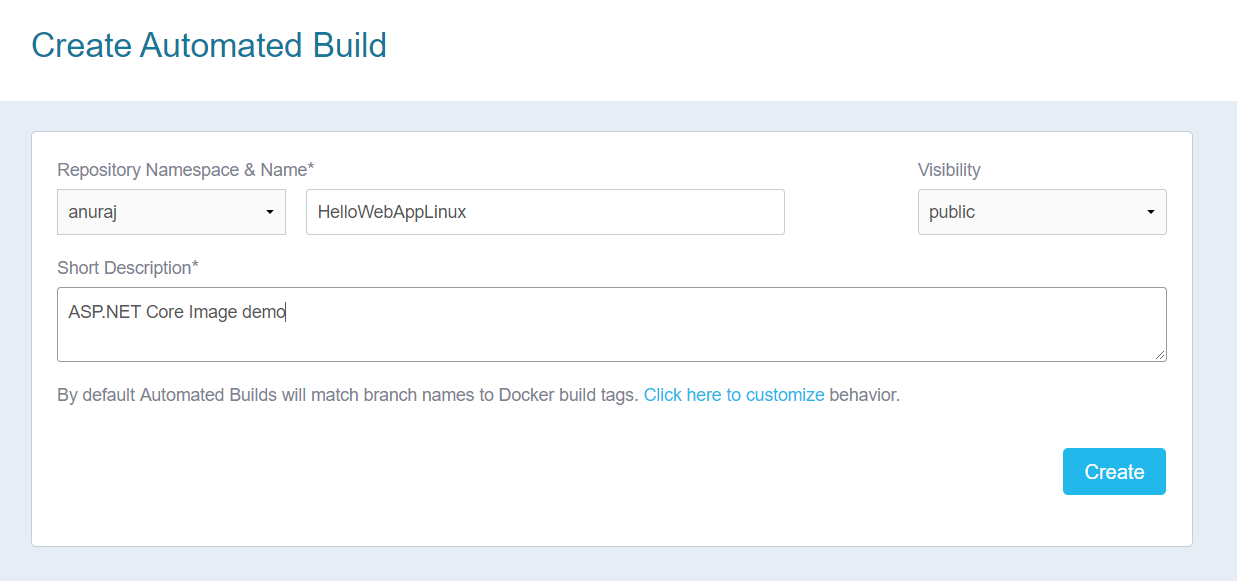 Create Automated Build
Repository Namespace & Name* Visibility
anuraj HelloWebAppLinux public
Short Description*
ASP.NET Core Image demo
By default Automated Builds will match branch names to Docker build tags. Click here to customize behavior.
Create